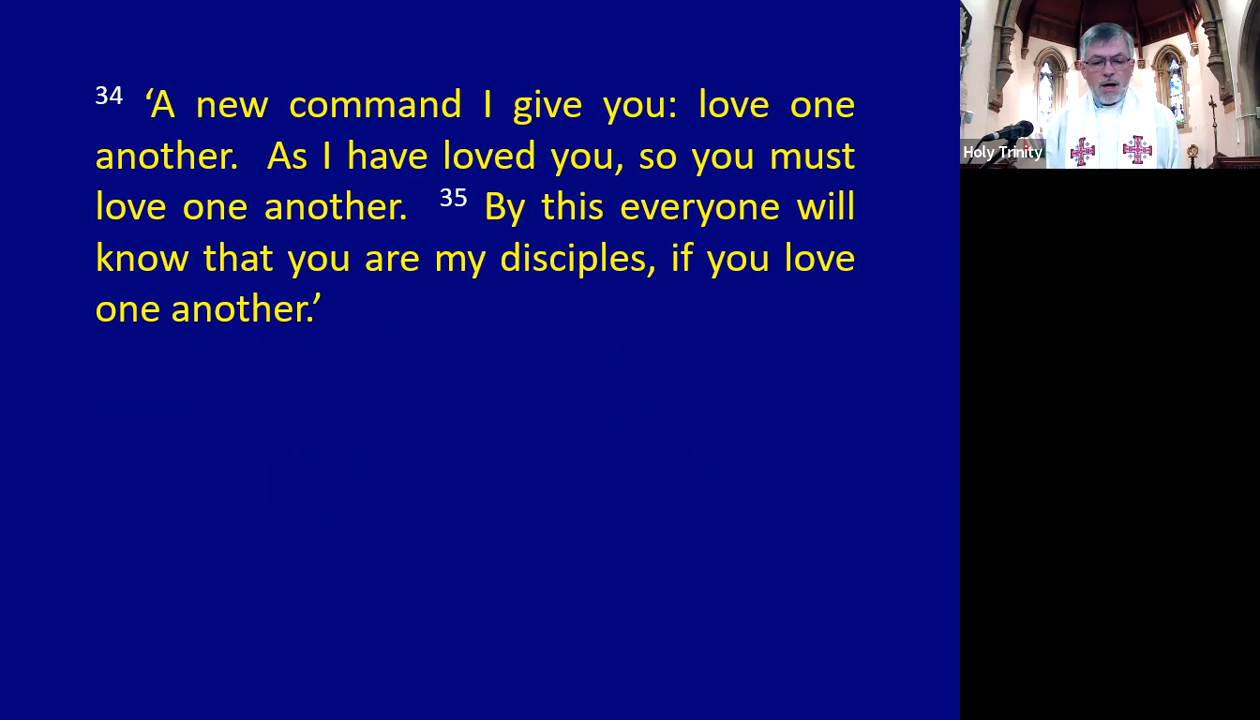 34 ‘A new command I give you: love one
another. As I have loved you, so you must
love one another. 35 By this everyone will
know that you are my disciples, if you love
one another.’
Holy Trinity